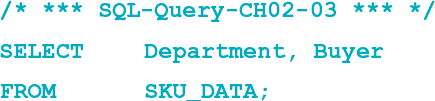 /* *** SQL-Query-CH02-03 *** */
SELECT Department, Buyer
FROM SKU_DATA;